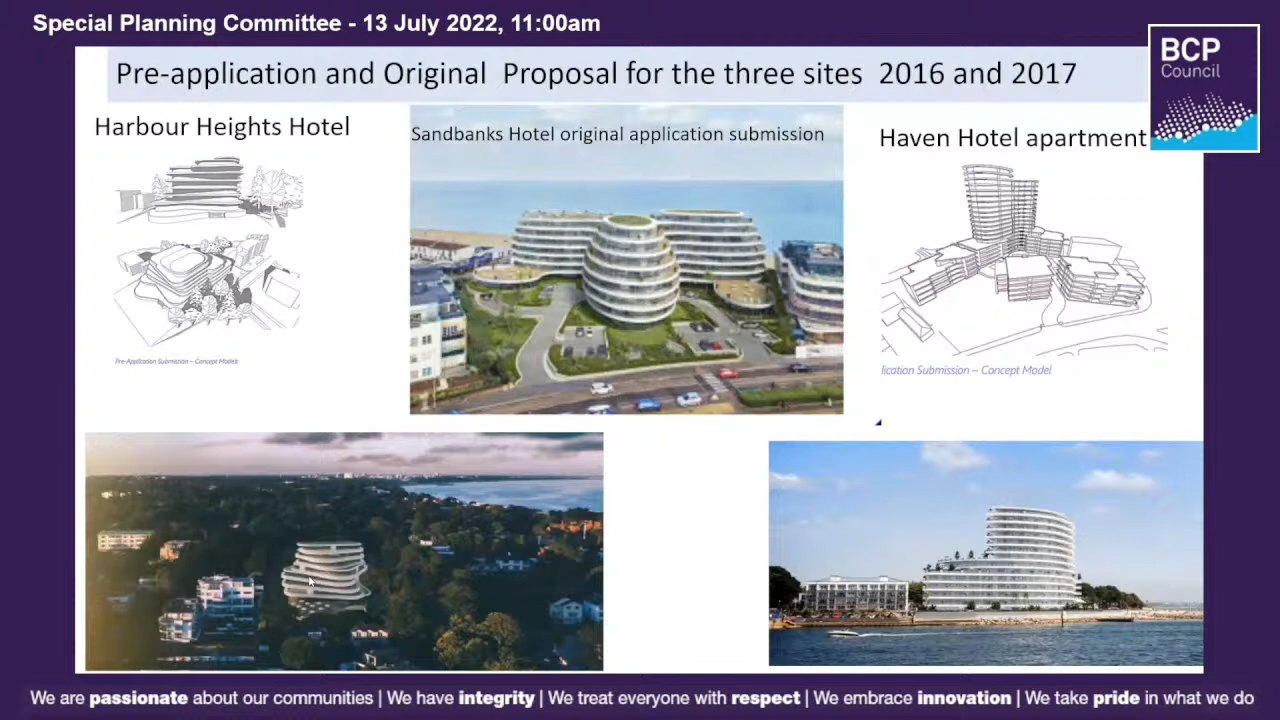 Special Planning Committee - 13 July 2022, 11:00am
BCP
Council
Pre-application and Original Proposal for the three sites 2016 and 2017
Harbour Heights Hotel
Sandbanks Hotel original application submission
Haven Hotel apartment
Pre-Application Submission – Concept Models
lication Submission – Concept Model
We are passionate about our communities | We have integrity | We treat everyone with respect | We embrace innovation | We take pride in what we do